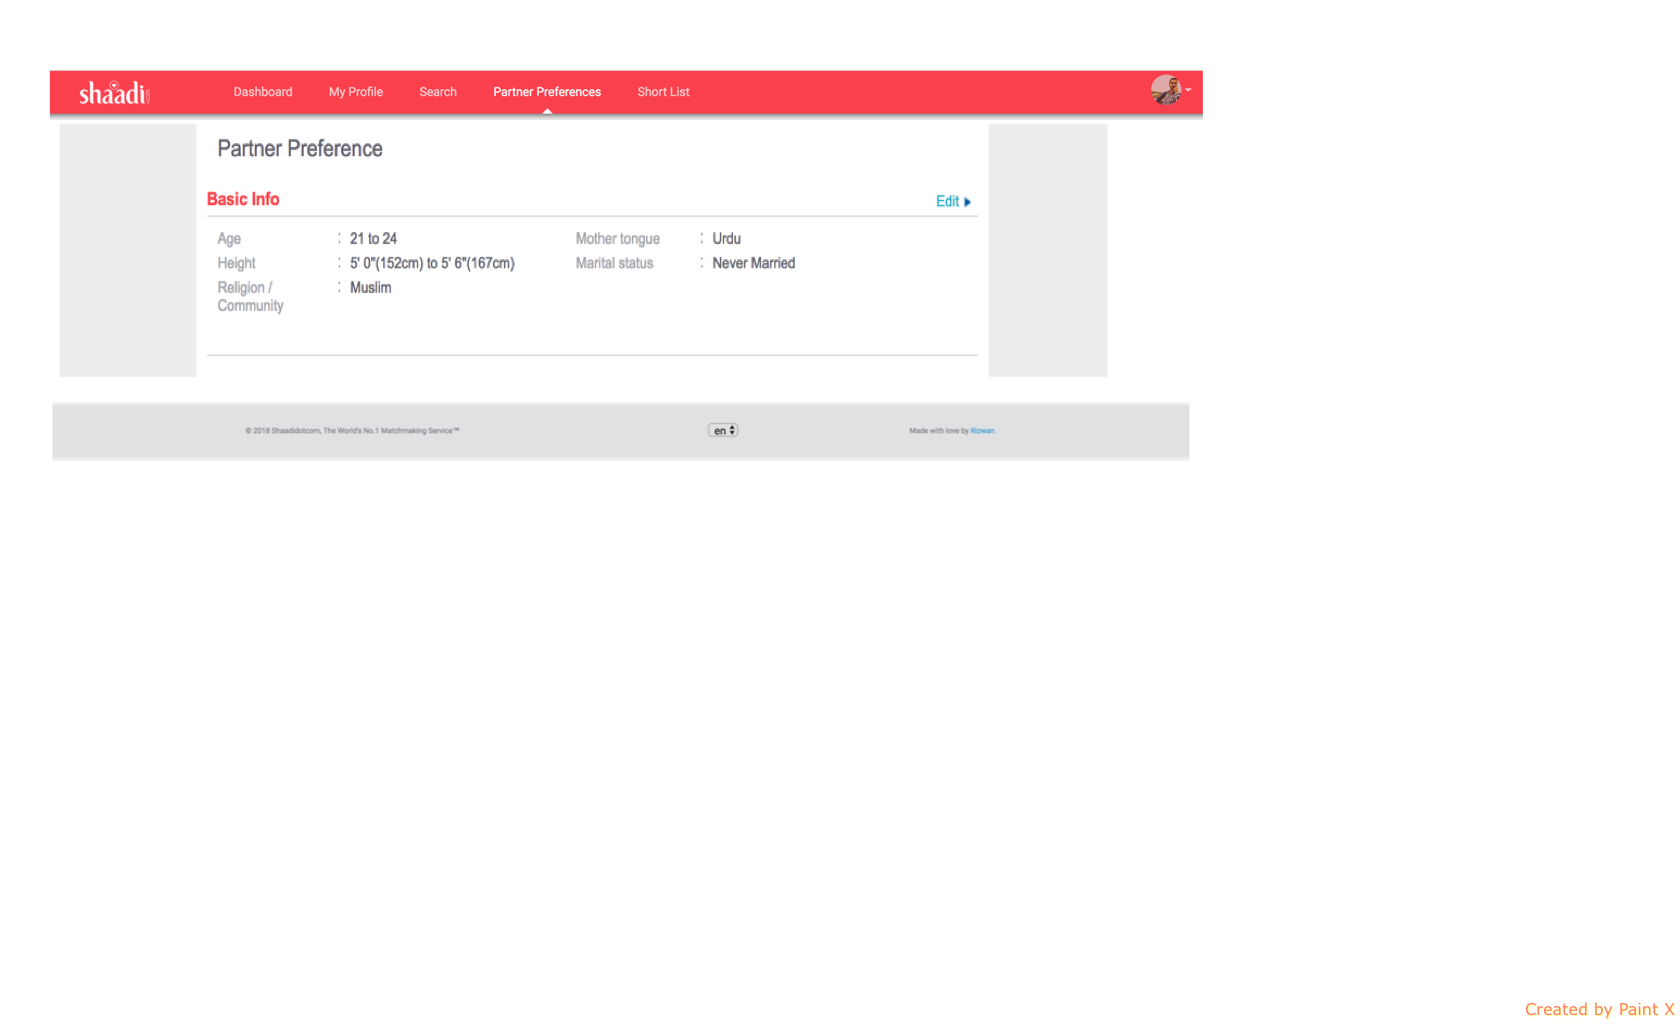 shaadi
Dashboard My Profile Search Partner Preferences Short List
Partner Preference
Basic Info Edit
Age : 21 to 24 Mother tongue : Urdu
Height : 5' 0"(152cm) to 5' 6"(167cm) Marital status : Never Married
Religion / : Muslim
Community
© 2018 Shaadidotcom, The World's No.1 Matchmaking Service™ en Made with love by Rizwan.
Created by Paint X